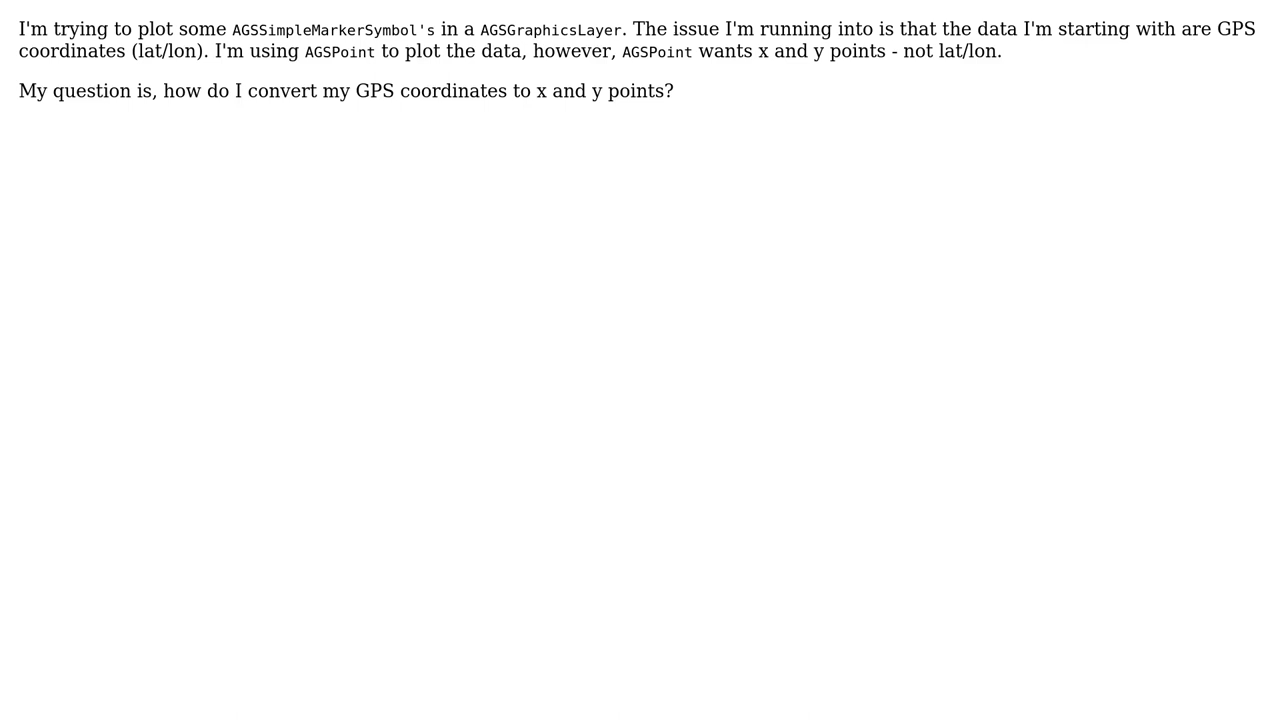 I'm trying to plot some AGSSimpleMarkerSymbol's in a AGSGraphicsLayer. The issue I'm running into is that the data I'm starting with are GPS
coordinates (lat/lon). I'm using AGSPoint to plot the data, however, AGSPoint wants x and y points - not lat/lon.
My question is, how do I convert my GPS coordinates to x and y points?